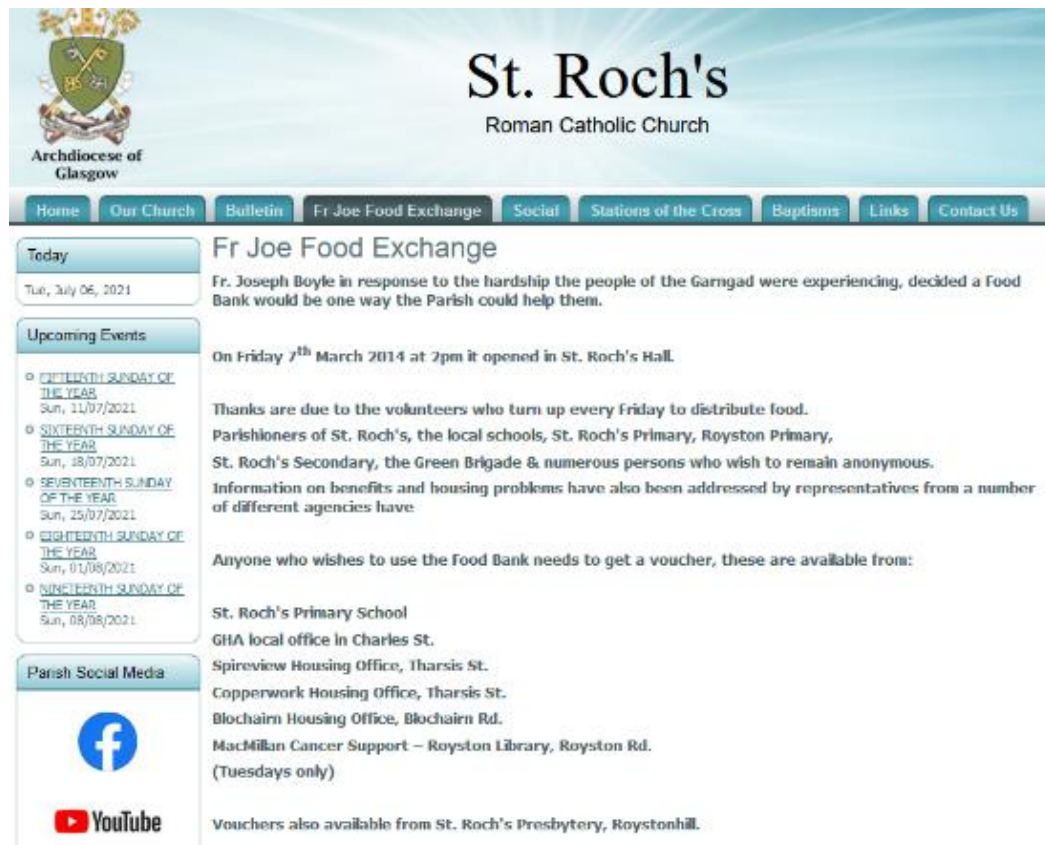 St. Roch's
Roman Catholic Church
Archdiocese of
Glasgow
Home
Our Church
Bulletin
Fr Joe Food Exchange
Social
Stations of the Cross
Baptisms
Links
Contact Us
Today
Tue, July 06, 2021
Upcoming Events
FIFTEENTH SUNDAY OF
THE YEAR
Sun, 11/07/2021
SIXTEENTH SUNDAY OF
THE YEAR
Sun, 18/07/2021
SEVENTEENTH SUNDAY
OF THE YEAR
Sun, 25/07/2021
EIGHTEENTH SUNDAY OF
THE YEAR
Sun, 01/08/2021
NINETEENTH SUNDAY OF
THE YEAR
Sun, 08/08/2021
Parish Social Media
YouTube
Fr Joe Food Exchange
Fr. Joseph Boyle in response to the hardship the people of the Garngad were experiencing, decided a Food
Bank would be one way the Parish could help them.
On Friday 7th March 2014 at 2pm it opened in St. Roch's Hall.
Thanks are due to the volunteers who turn up every Friday to distribute food.
Parishioners of St. Roch's, the local schools, St. Roch's Primary, Royston Primary,
St. Roch's Secondary, the Green Brigade & numerous persons who wish to remain anonymous.
Information on benefits and housing problems have also been addressed by representatives from a number
of different agencies have
Anyone who wishes to use the Food Bank needs to get a voucher, these are available from:
St. Roch's Primary School
GHA local office in Charles St.
Spireview Housing Office, Tharsis St.
Copperwork Housing Office, Tharsis St.
Blochairn Housing Office, Blochairn Rd.
MacMillan Cancer Support – Royston Library, Royston Rd.
(Tuesdays only)
Vouchers also available from St. Roch's Presbytery, Roystonhill.